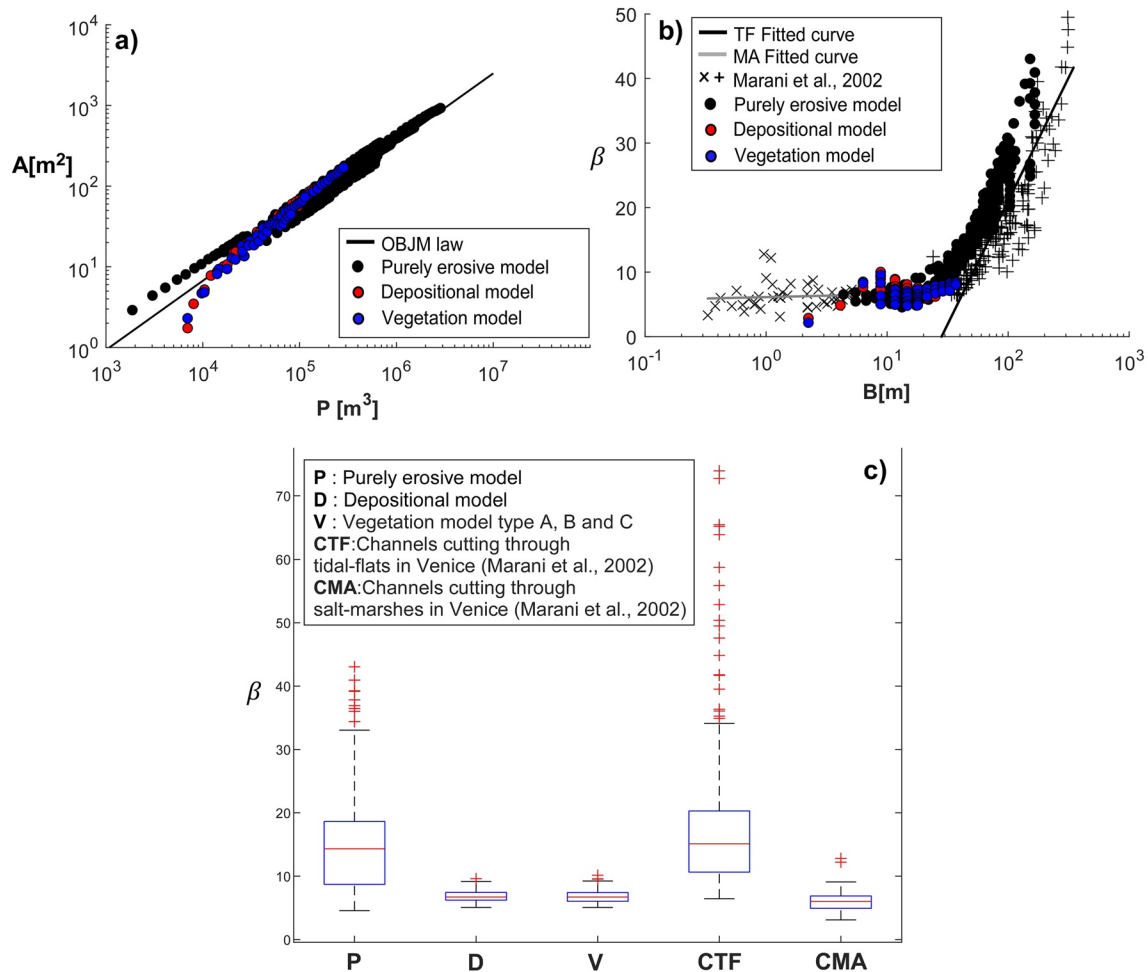 a)
10^4
10^3
10^2
10^1
10^0
A[m^2]
OBJM law
Purely erosive model
Depositional model
Vegetation model
10^3
10^4
10^5
10^6
10^7
P [m^3]
b)
50
40
30
20
10
0
β
TF Fitted curve
MA Fitted curve
Marani et al., 2002
Purely erosive model
Depositional model
Vegetation model
10^-1
10^0
10^1
10^2
10^3
B[m]
c)
P : Purely erosive model
D : Depositional model
V : Vegetation model type A, B and C
CTF:Channels cutting through
tidal-flats in Venice (Marani et al., 2002)
CMA:Channels cutting through
salt-marshes in Venice (Marani et al., 2002)
70
60
50
40
30
20
10
0
β
P
D
V
CTF
CMA